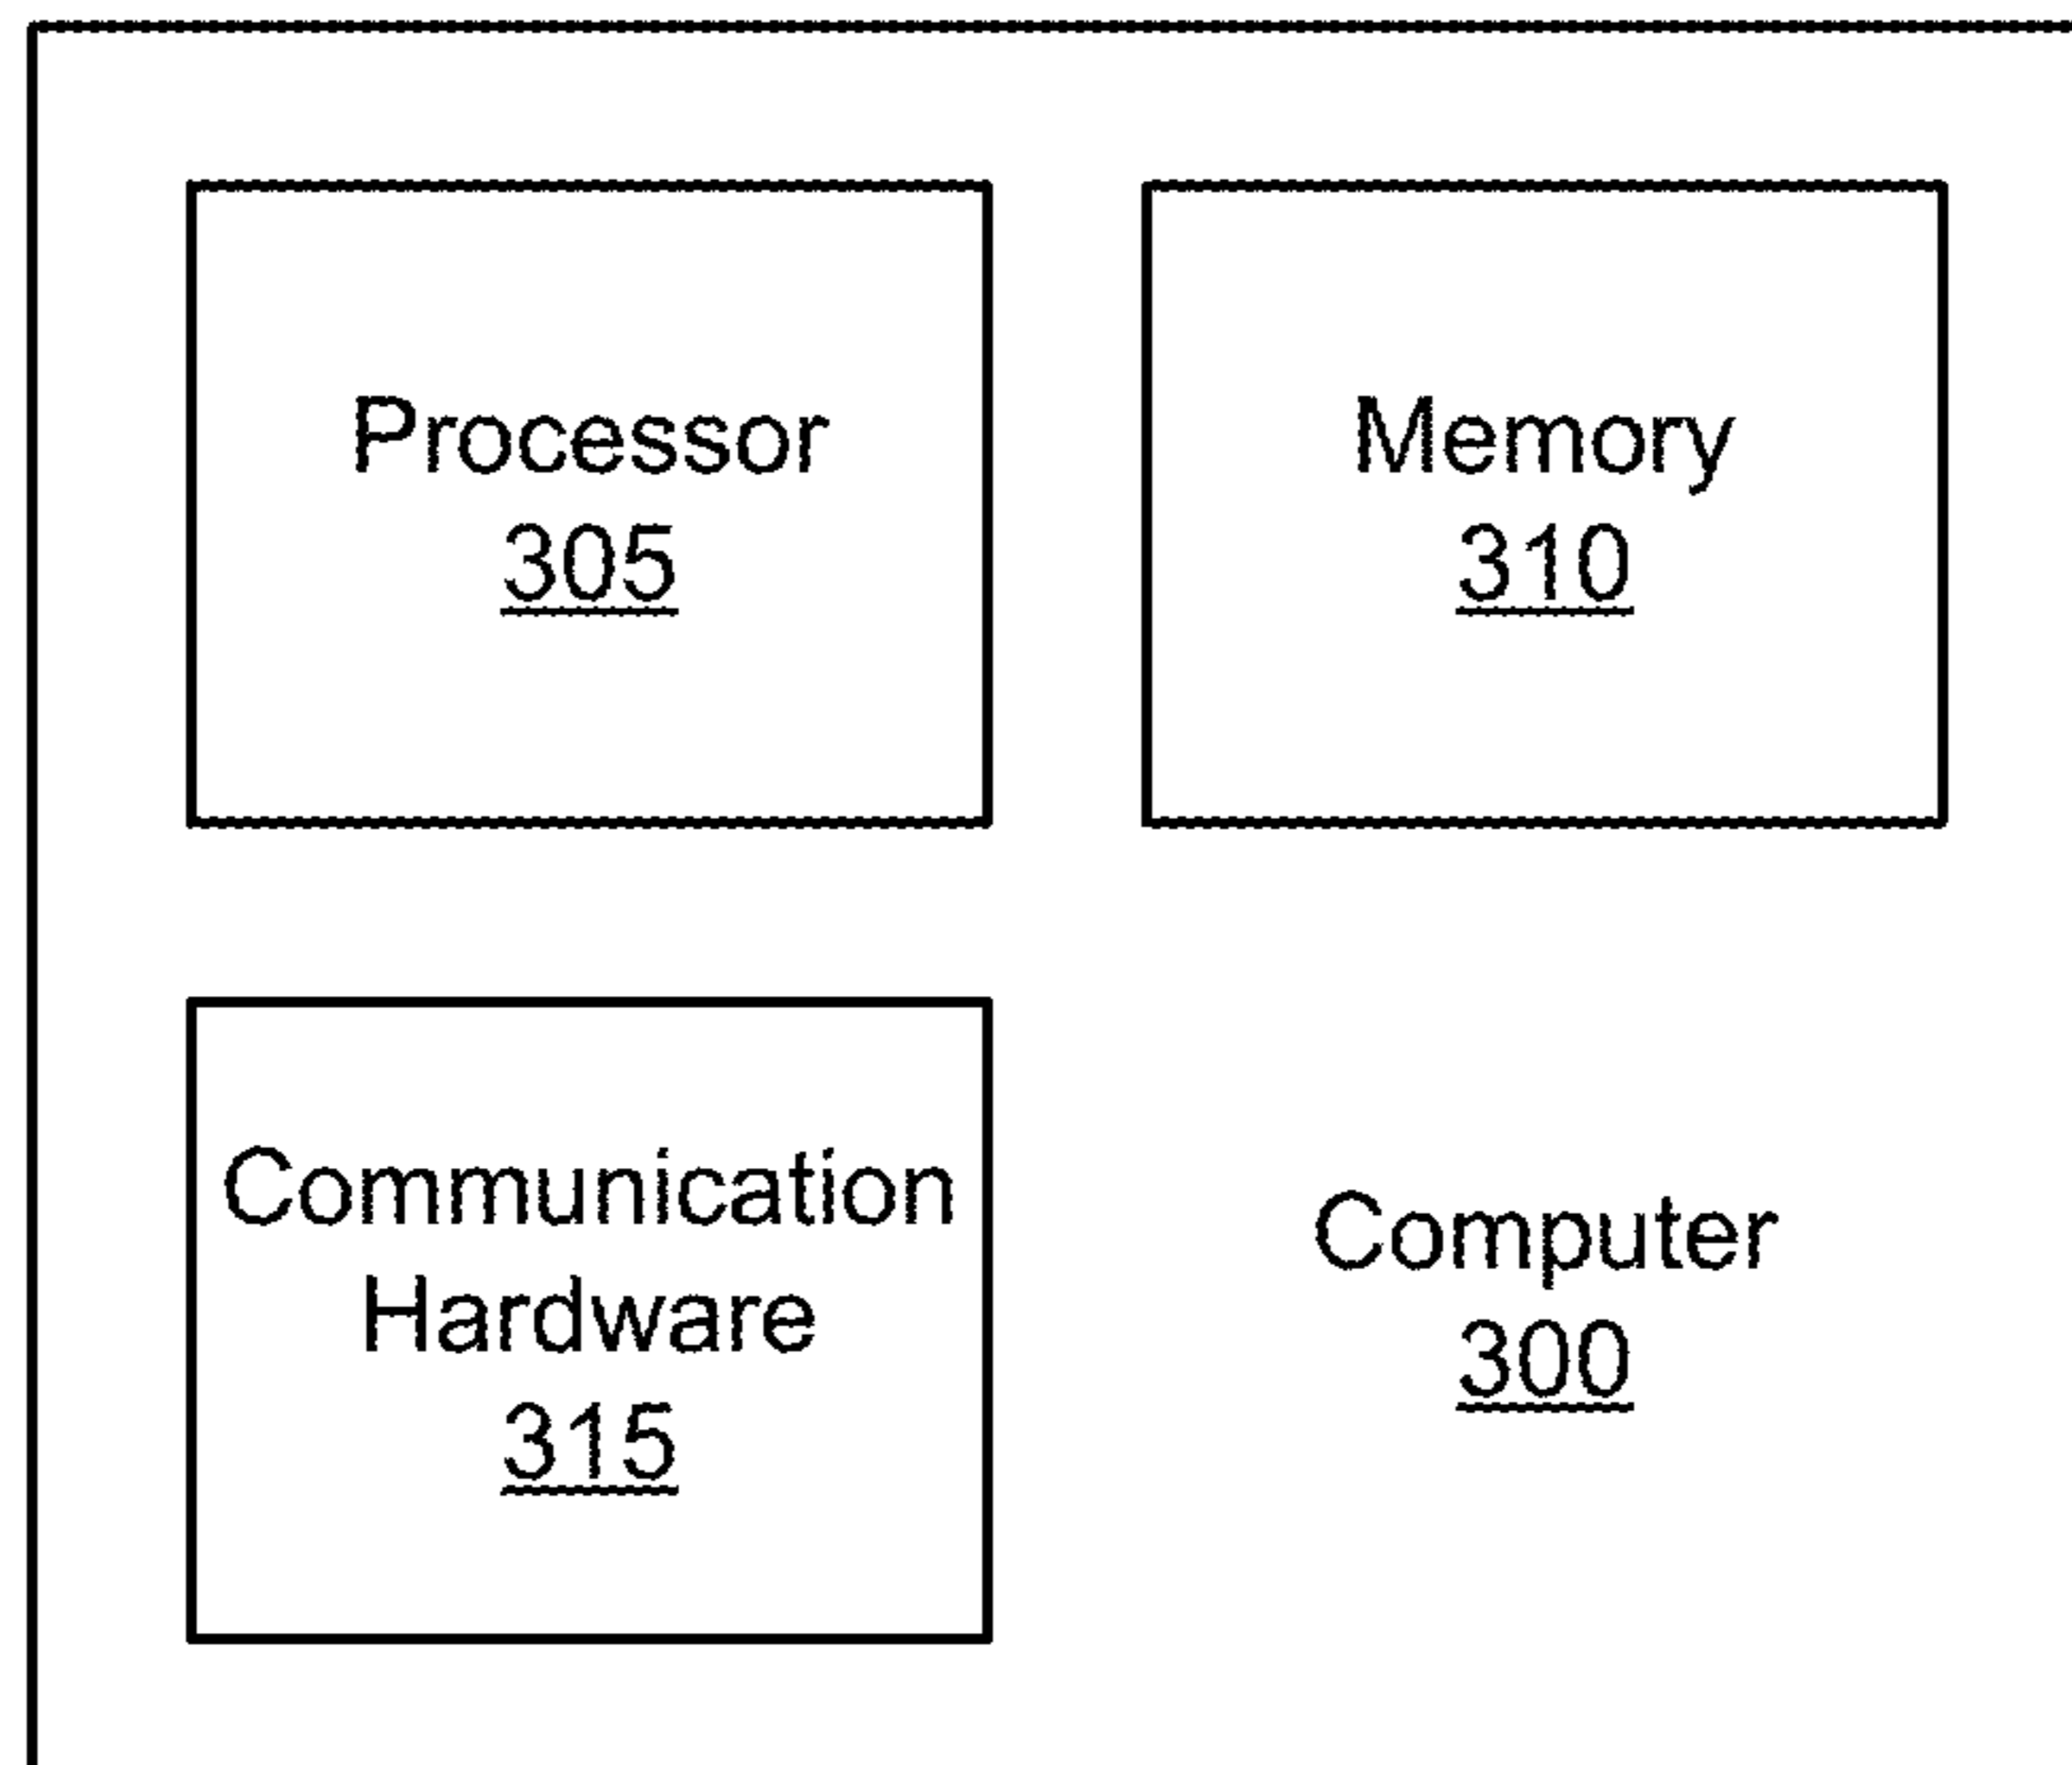 Processor
305
Memory
310
Communication
Hardware
315
Computer
300